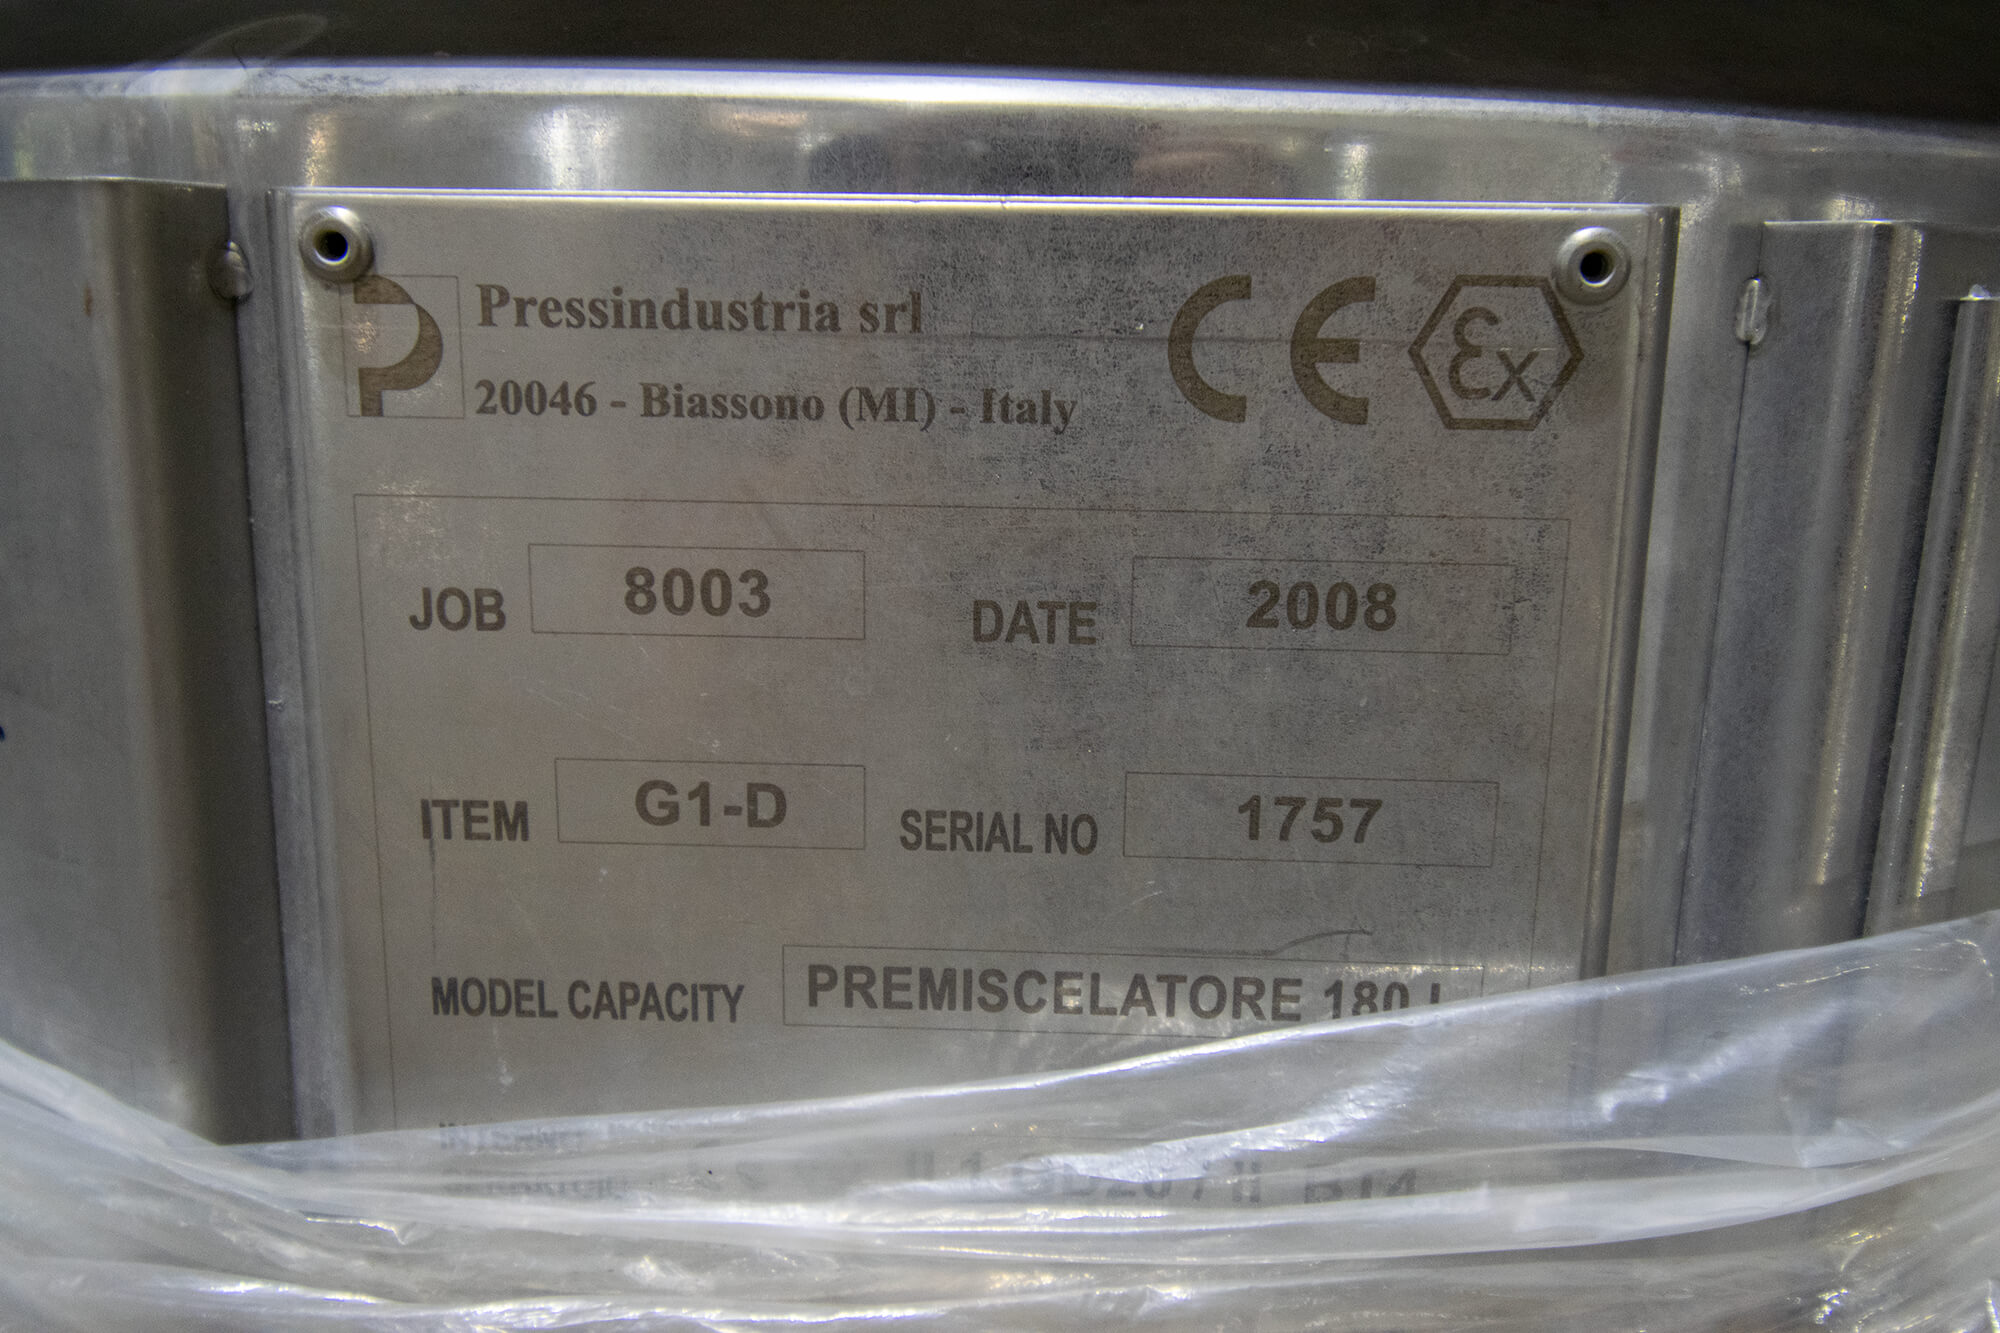 Pressindustria srl
20046 - Biassono (MI) - Italy
CE Ex
JOB 8003 DATE 2008
ITEM G1-D SERIAL NO 1757
MODEL CAPACITY PREMISCELATORE 180 L